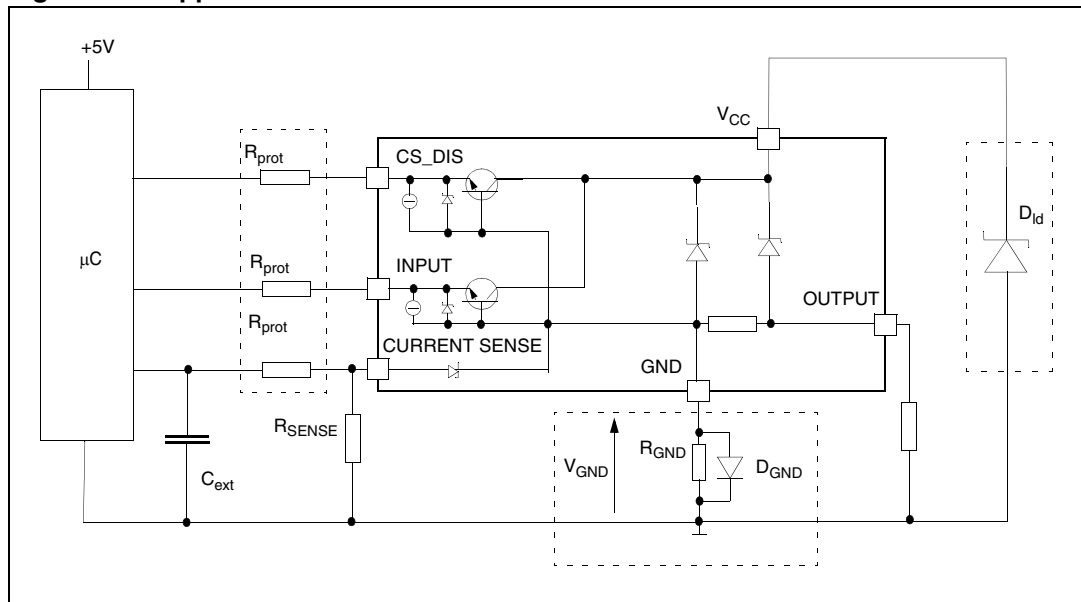 +5V
V_CC
R_prot
CS_DIS
D_ld
µC
R_prot
INPUT
OUTPUT
R_prot
CURRENT SENSE
GND
R_SENSE
R_GND
V_GND
D_GND
C_ext